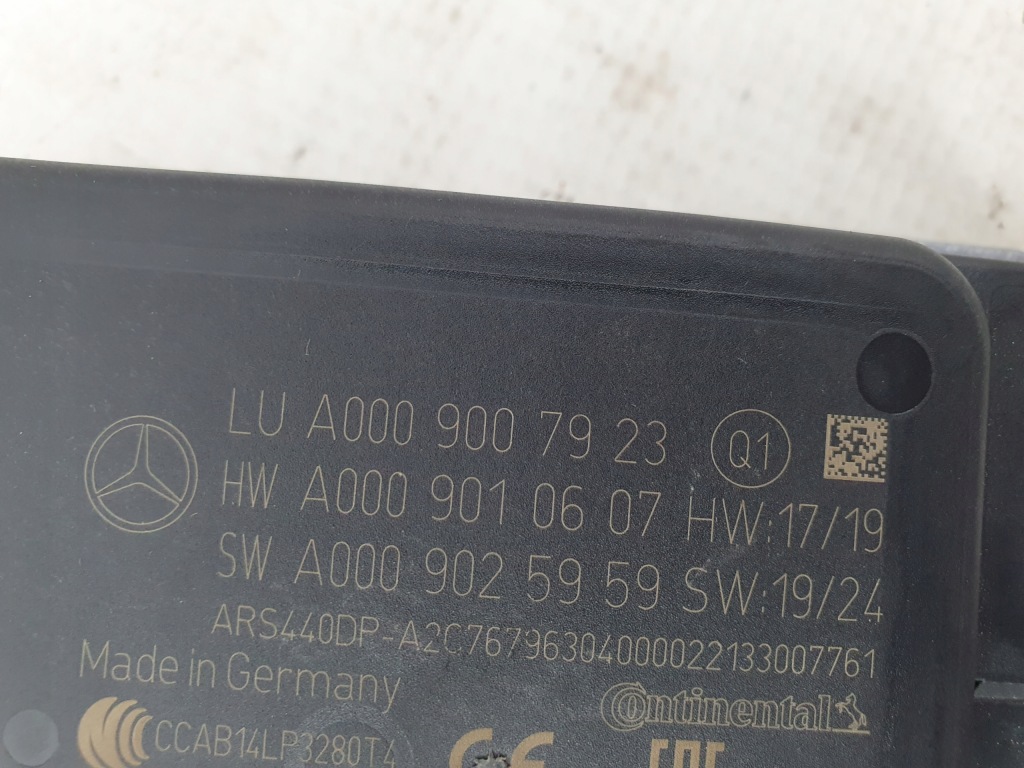 LU A000 900 79 23 Q1
HW A000 901 06 07 HW:17/19
SW A000 902 59 59 SW:19/24
ARS440DP-A2C76796304000022133007761
Made in Germany
Continental
CCAB14LP3280T4
CE EAC